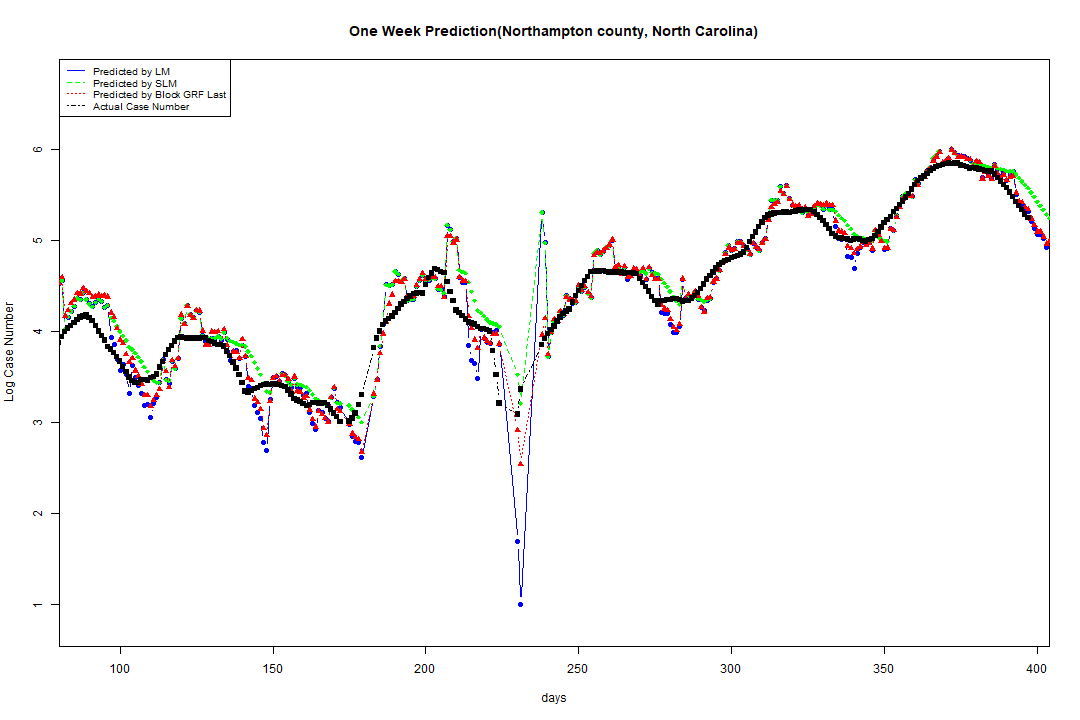 One Week Prediction(Northampton county, North Carolina)
Predicted by LM
Predicted by SLM
Predicted by Block GRF Last
Actual Case Number
6
5
4
3
2
1
Log Case Number
100 150 200 250 300 350 400
days